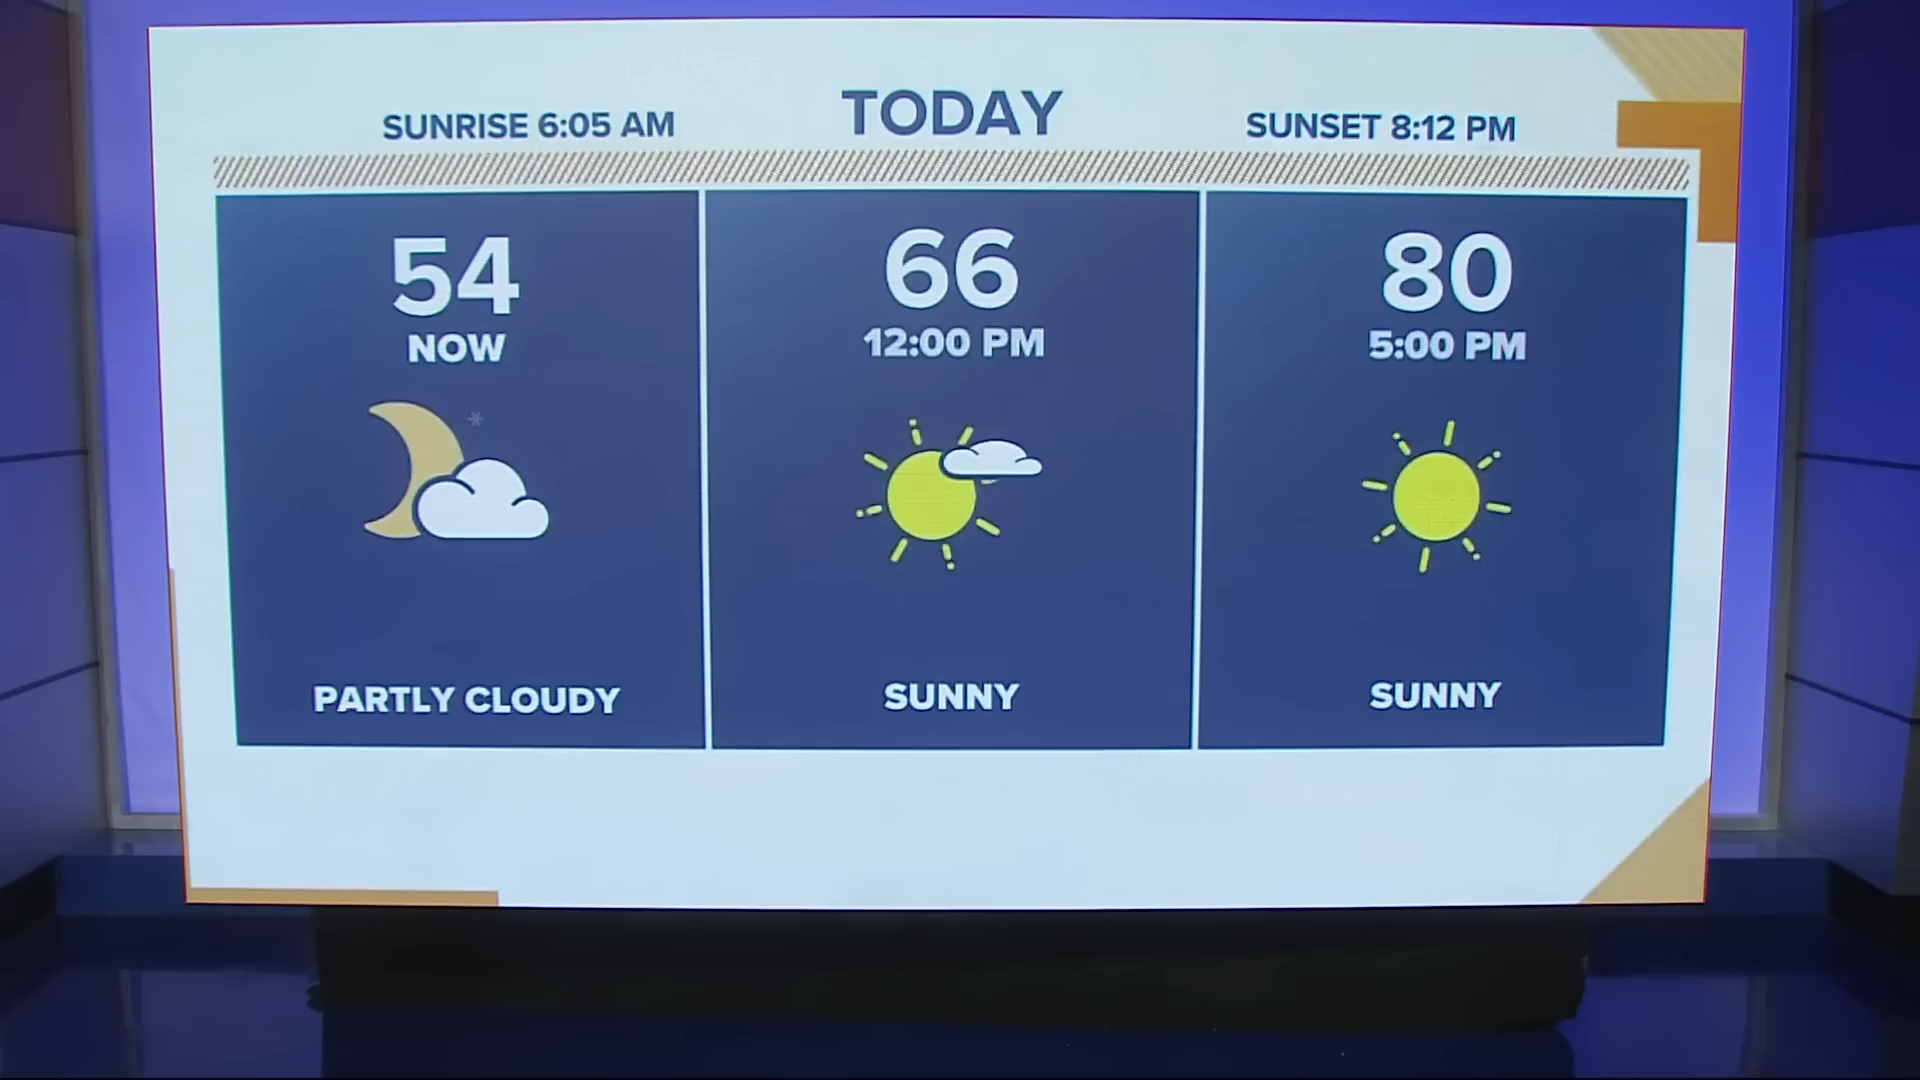 TODAY
SUNRISE 6:05 AM
SUNSET 8:12 PM
54
NOW
PARTLY CLOUDY
66
12:00 PM
SUNNY
80
5:00 PM
SUNNY